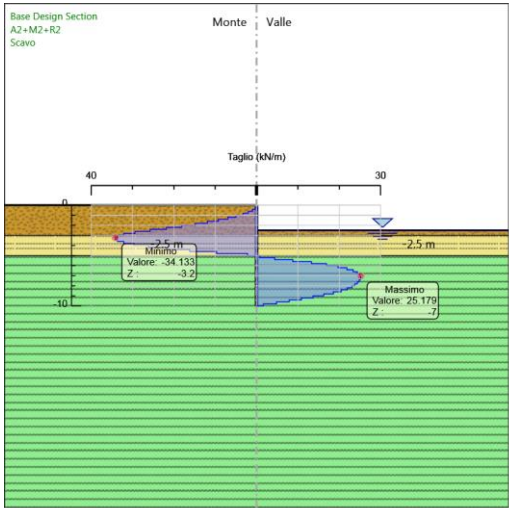 Base Design Section
A2+M2+R2
Scavo
Monte
Valle
Taglio (kN/m)
40
30
0
-2.5 m
-2.5 m
Minimo
Valore: -34.133
Z : -3.2
-10
Massimo
Valore: 25.179
Z : -7